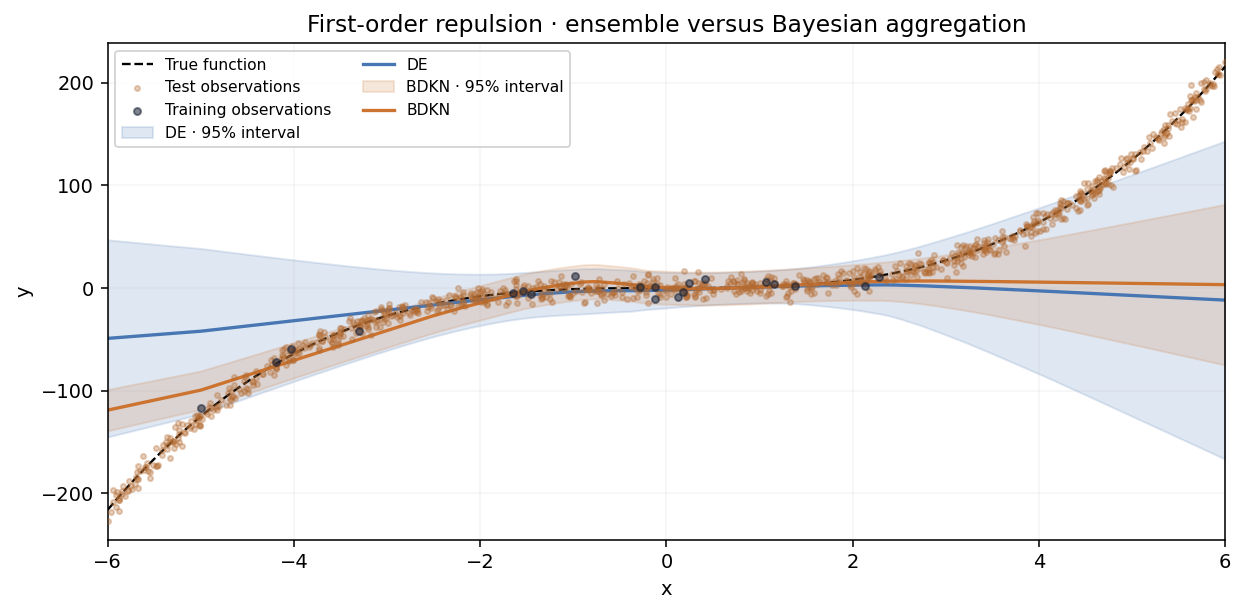 First-order repulsion · ensemble versus Bayesian aggregation
True function
Test observations
Training observations
DE · 95% interval
DE
BDKN · 95% interval
BDKN
y
200
100
0
−100
−200
−6
−4
−2
0
2
4
6
x